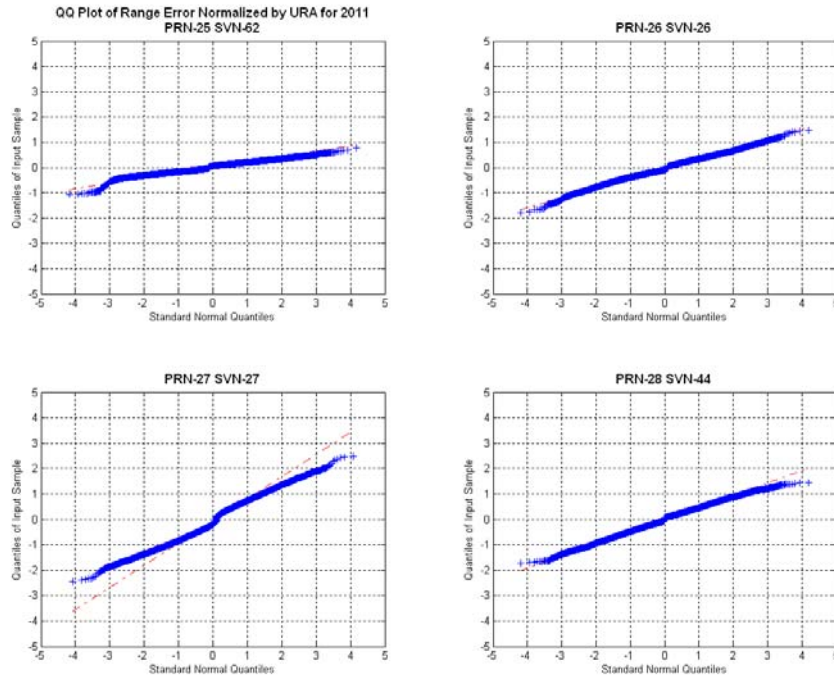 QQ Plot of Range Error Normalized by URA for 2011
PRN-25 SVN-62
5
4
3
2
1
0
-1
-2
-3
-4
-5
Quantiles of Input Sample
-5 -4 -3 -2 -1 0 1 2 3 4 5
Standard Normal Quantiles
PRN-26 SVN-26
5
4
3
2
1
0
-1
-2
-3
-4
-5
Quantiles of Input Sample
-5 -4 -3 -2 -1 0 1 2 3 4 5
Standard Normal Quantiles
PRN-27 SVN-27
5
4
3
2
1
0
-1
-2
-3
-4
-5
Quantiles of Input Sample
-5 -4 -3 -2 -1 0 1 2 3 4 5
Standard Normal Quantiles
PRN-28 SVN-44
5
4
3
2
1
0
-1
-2
-3
-4
-5
Quantiles of Input Sample
-5 -4 -3 -2 -1 0 1 2 3 4 5
Standard Normal Quantiles